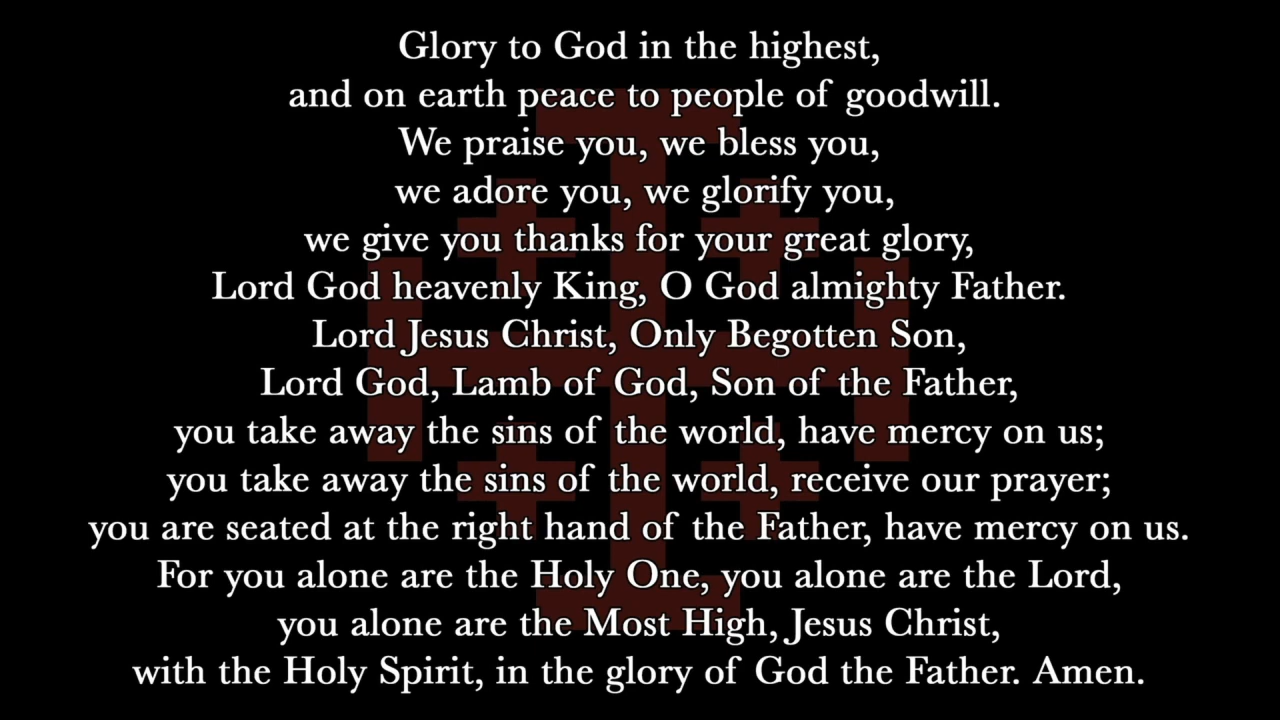 Glory to God in the highest,
and on earth peace to people of goodwill.
We praise you, we bless you,
we adore you, we glorify you,
we give you thanks for your great glory,
Lord God heavenly King, O God almighty Father.
Lord Jesus Christ, Only Begotten Son,
Lord God, Lamb of God, Son of the Father,
you take away the sins of the world, have mercy on us;
you take away the sins of the world, receive our prayer;
you are seated at the right hand of the Father, have mercy on us.
For you alone are the Holy One, you alone are the Lord,
you alone are the Most High, Jesus Christ,
with the Holy Spirit, in the glory of God the Father. Amen.